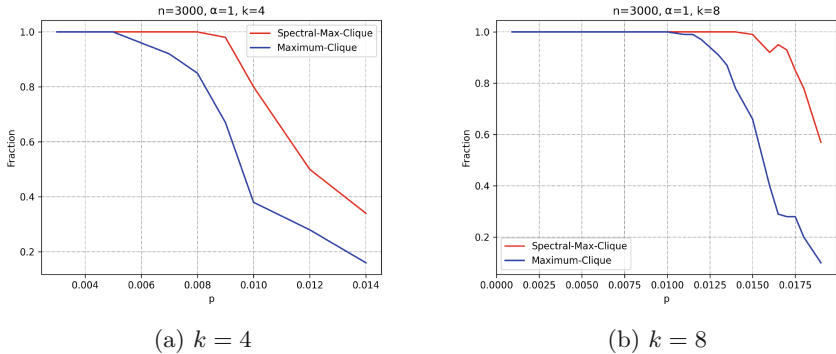 n=3000, α=1, k=4
Fraction
1.0
0.8
0.6
0.4
0.2
Spectral-Max-Clique
Maximum-Clique
0.004
0.006
0.008
0.010
0.012
0.014
p
(a) k = 4
n=3000, α=1, k=8
Fraction
1.0
0.8
0.6
0.4
0.2
Spectral-Max-Clique
Maximum-Clique
0.0000
0.0025
0.0050
0.0075
0.0100
0.0125
0.0150
0.0175
p
(b) k = 8